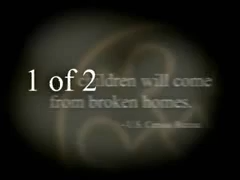 1 of 2 children will come
from broken homes.
- U.S. Census Bureau